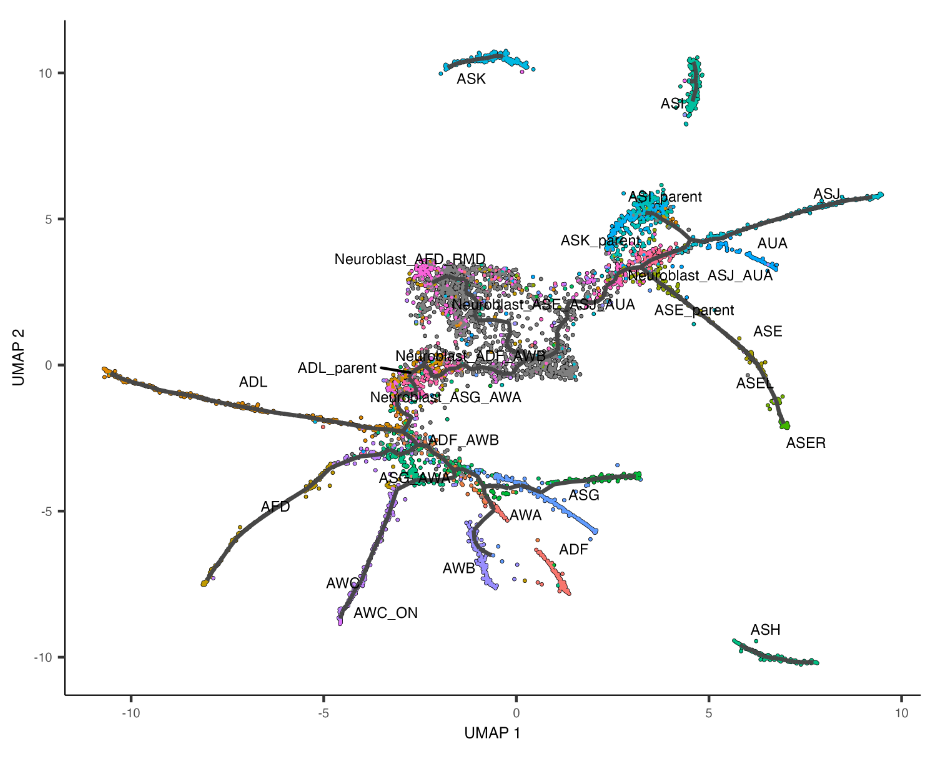 10
5
0
-5
-10
UMAP 2
ASK
ASI
ASI_parent
ASJ
ASK_parent
AUA
Neuroblast_AFD_RMD
Neuroblast_ASJ_AUA
Neuroblast_ASE_ASJ_AUA
ASE_parent
ASE
Neuroblast_ADF_AWB
ADL_parent
ADL
ASEL
Neuroblast_ASG_AWA
ADF_AWB
ASER
ASG_AWA
ASG
AFD
AWA
ADF
AWB
AWC
AWC_ON
ASH
-10
-5
0
5
10
UMAP 1